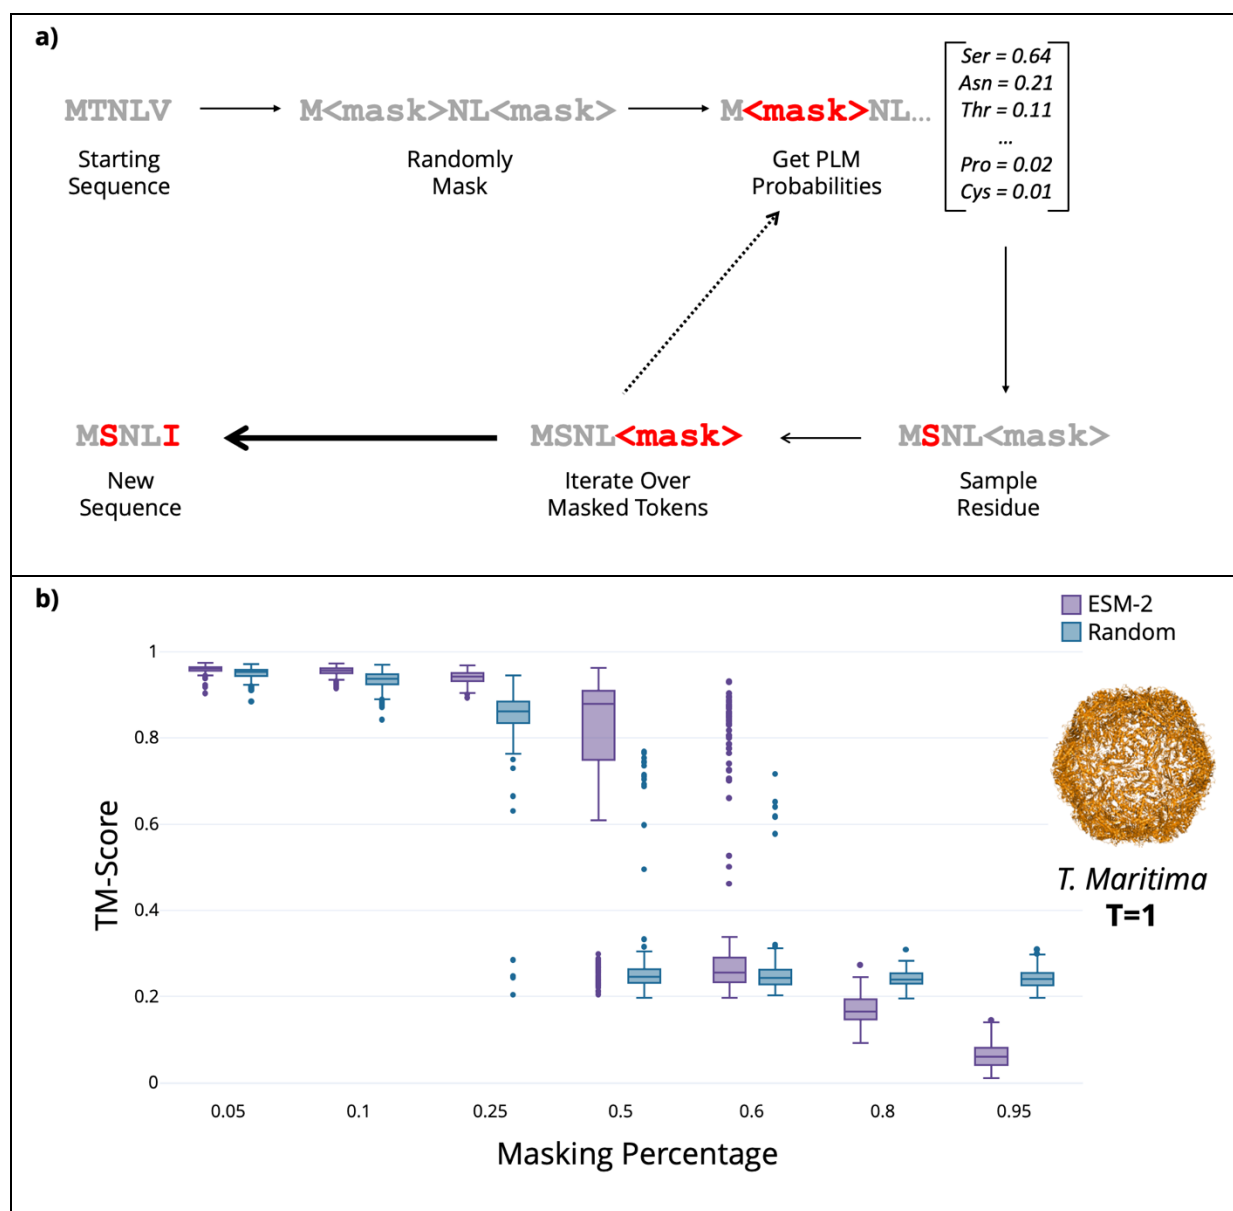 a)
MTNLV
Starting
Sequence
M<mask>NL<mask>
Randomly
Mask
M<mask>NL...
Get PLM
Probabilities
Ser = 0.64
Asn = 0.21
Thr = 0.11
...
Pro = 0.02
Cys = 0.01
MSNLI
New
Sequence
MSNL<mask>
Iterate Over
Masked Tokens
MSNL<mask>
Sample
Residue
b)
ESM-2
Random
TM-Score
1
0.8
0.6
0.4
0.2
0
0.05
0.1
0.25
0.5
0.6
0.8
0.95
Masking Percentage
T. Maritima
T=1